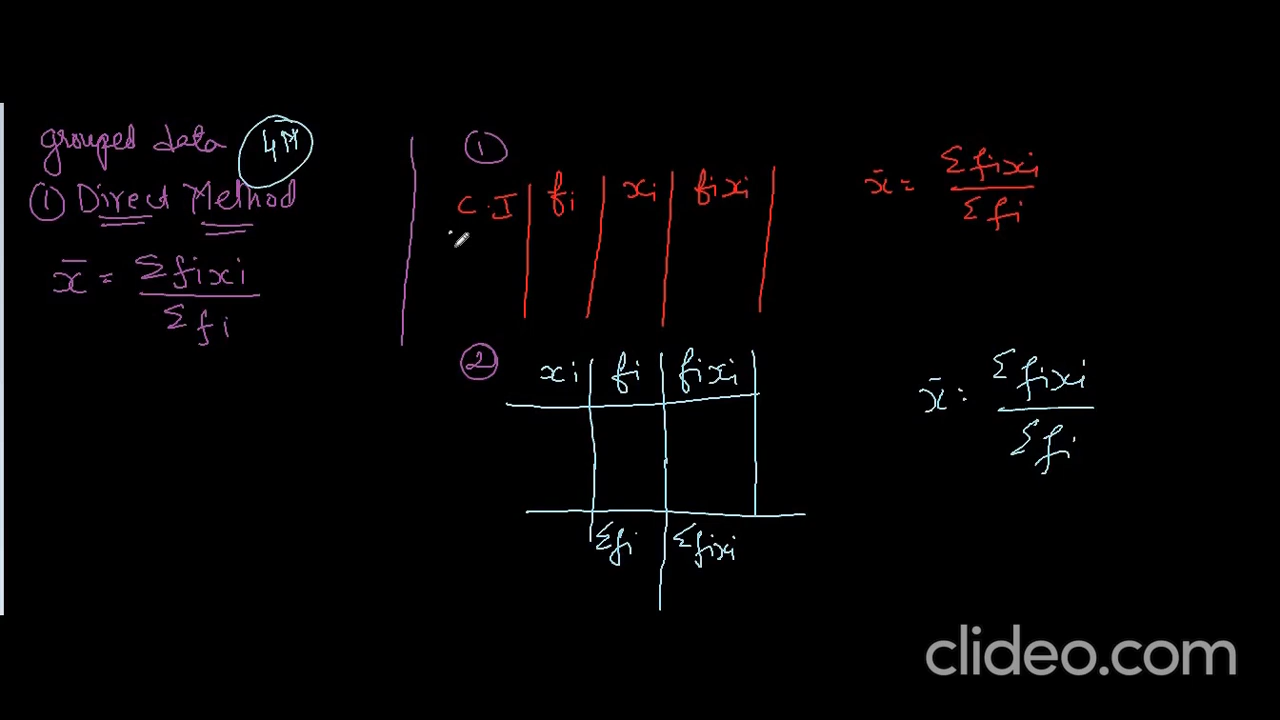 grouped data 4M
① Direct Method
x̄ = Σfixi / Σfi
①
C.I fi xi fixi
x̄ = Σfixi / Σfi
②
xi fi fixi
Σfi Σfixi
x̄ = Σfixi / Σfi
clideo.com